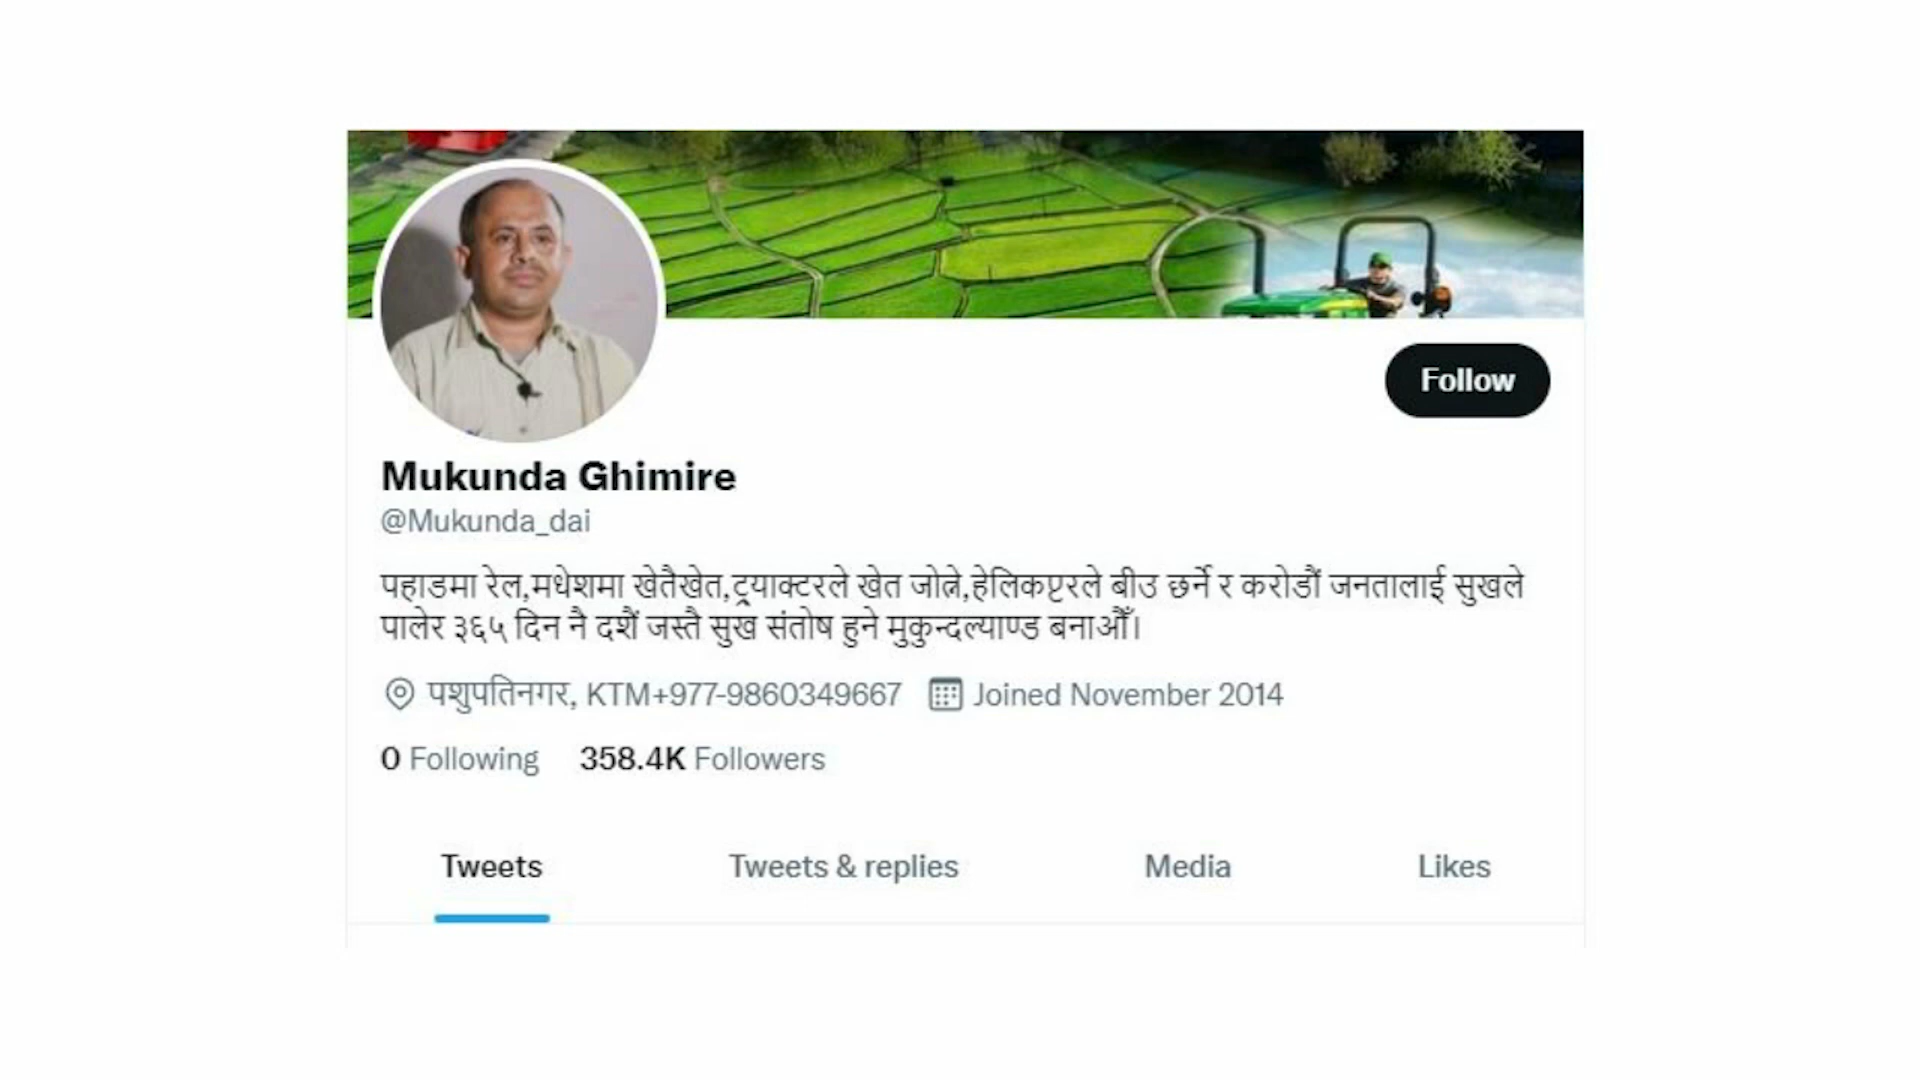 Follow
Mukunda Ghimire
@Mukunda_dai
पहाडमा रेल,मधेशमा खेतैखेत,ट्र्याक्टरले खेत जोत्ने,हेलिकप्टरले बीउ छर्ने र करोडौं जनतालाई सुखले
पालेर ३६५ दिन नै दशैं जस्तै सुख संतोष हुने मुकुन्दल्याण्ड बनाऔँ।
पशुपतिनगर, KTM+977-9860349667 Joined November 2014
0 Following 358.4K Followers
Tweets Tweets & replies Media Likes